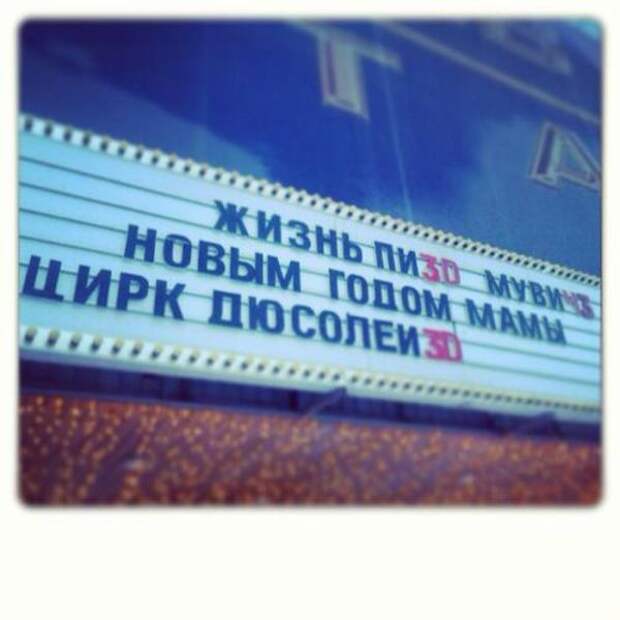 ЖИЗНЬ ПИ3D МУВИ43
НОВЫМ ГОДОМ МАМЫ
ЦИРК ДЮСОЛЕИ3D